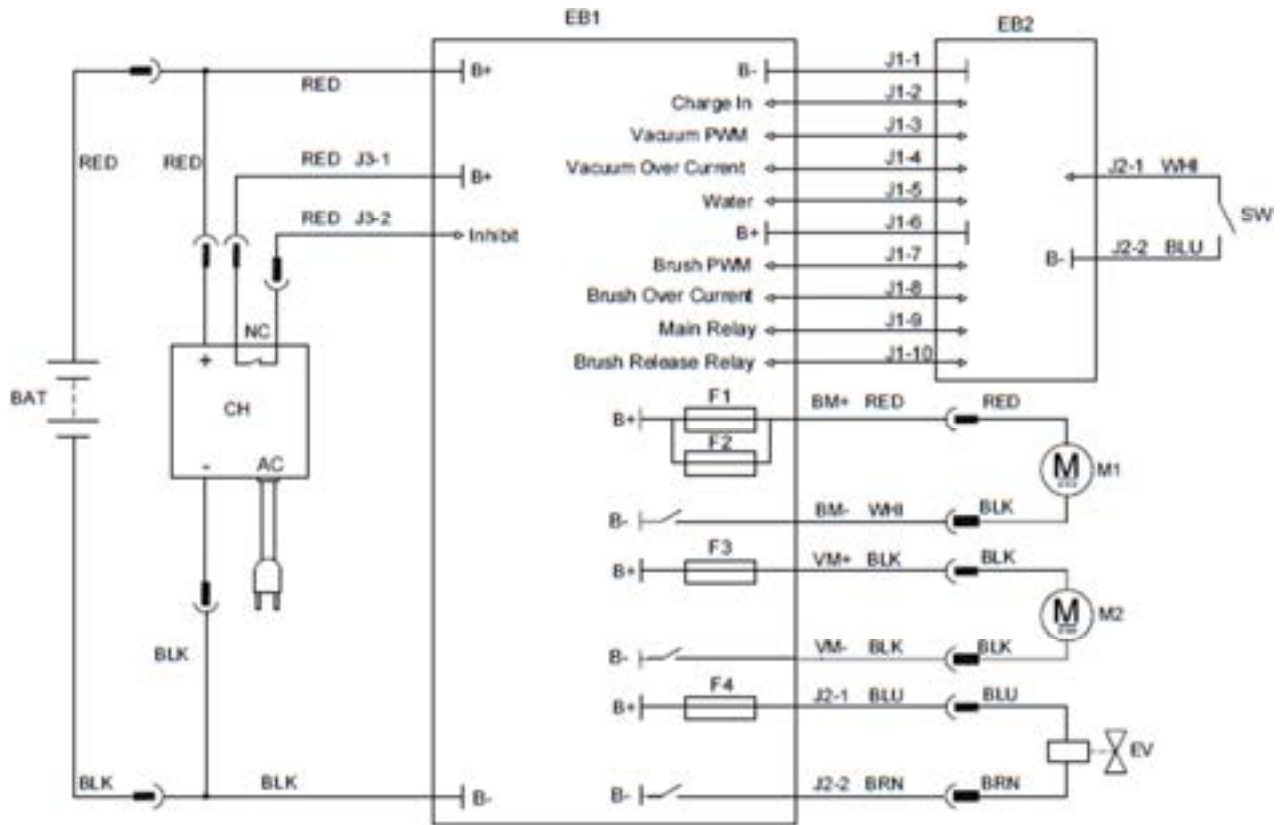 EB1
EB2
RED
B+
B-
J1-1
Charge In
J1-2
Vacuum PWM
J1-3
RED
RED
RED J3-1
B+
Vacuum Over Current
J1-4
J2-1 WHI
Water
J1-5
SW
RED J3-2
Inhibit
B+
J1-6
J2-2 BLU
B-
Brush PWM
J1-7
Brush Over Current
J1-8
NC
Main Relay
J1-9
+
Brush Release Relay
J1-10
BAT
CH
F1
BM+ RED
RED
B+
F2
-
AC
M
M1
B-
BM- WHI
BLK
F3
VM+ BLK
BLK
B+
M
M2
BLK
B-
VM- BLK
BLK
F4
J2-1 BLU
BLU
B+
EV
BLK
BLK
B-
B-
J2-2 BRN
BRN